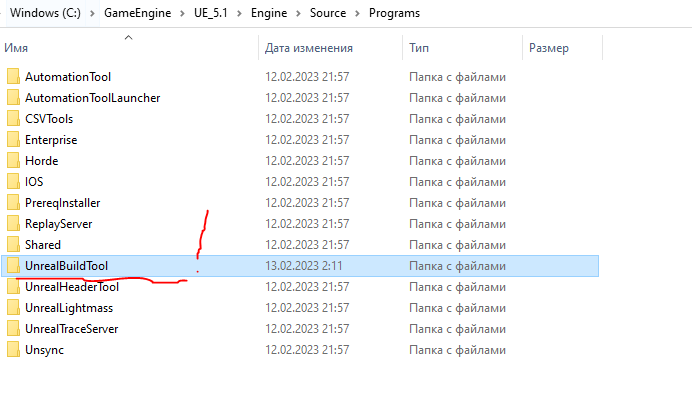 Windows (C:) > GameEngine > UE_5.1 > Engine > Source > Programs
Имя Дата изменения Тип Размер
AutomationTool 12.02.2023 21:57 Папка с файлами
AutomationToolLauncher 12.02.2023 21:57 Папка с файлами
CSVTools 12.02.2023 21:57 Папка с файлами
Enterprise 12.02.2023 21:57 Папка с файлами
Horde 12.02.2023 21:57 Папка с файлами
IOS 12.02.2023 21:57 Папка с файлами
PrereqInstaller 12.02.2023 21:57 Папка с файлами
ReplayServer 12.02.2023 21:57 Папка с файлами
Shared 12.02.2023 21:57 Папка с файлами
UnrealBuildTool 13.02.2023 2:11 Папка с файлами
UnrealHeaderTool 12.02.2023 21:57 Папка с файлами
UnrealLightmass 12.02.2023 21:57 Папка с файлами
UnrealTraceServer 12.02.2023 21:57 Папка с файлами
Unsync 12.02.2023 21:57 Папка с файлами